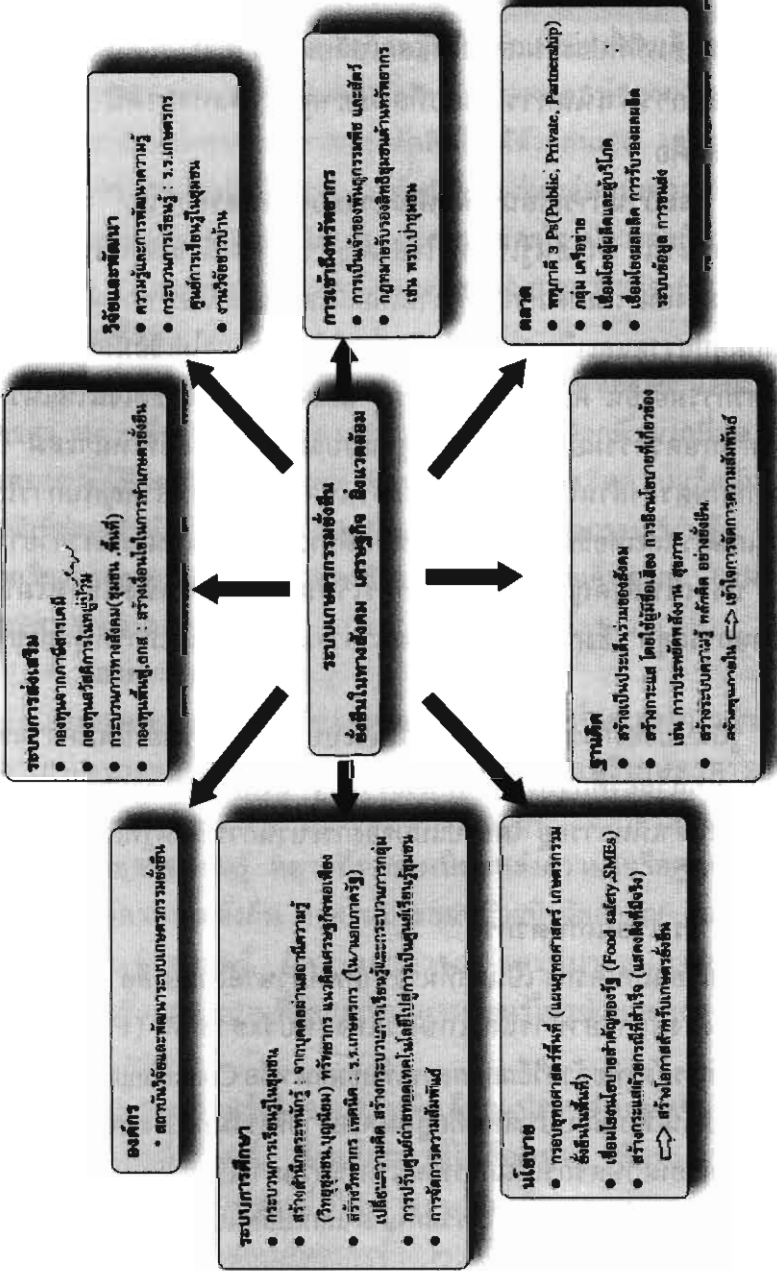 องค์กร
• สถาบันวิจัยและพัฒนาระบบเกษตรกรรมยั่งยืน
ระบบการส่งเสริม
• กองทุนจากภาษีสารเคมี
• กองทุนสวัสดิการในหมู่บ้าน
• กระบวนการทางสังคม(ชุมชน ,พื้นที่)
• กองทุนฟื้นฟู,ธกส : สร้างเงื่อนไขในการทำเกษตรยั่งยืน
วิจัยและพัฒนา
• ความรู้และการพัฒนาความรู้
• กระบวนการเรียนรู้ : ร.ร.เกษตรกร
ศูนย์การเรียนรู้ในชุมชน
• งานวิจัยชาวบ้าน
ระบบการศึกษา
• กระบวนการเรียนรู้ในชุมชน
• สร้างสำนึกตระหนักรู้ : จากบุคคลผ่านสถานีความรู้
(วิทยุชุมชน,บุญนิยม) ทรัพยากร แนวคิดเศรษฐกิจพอเพียง
• สร้างวิทยากร เทคนิค : ร.ร.เกษตรกร (ใน/นอกภาครัฐ)
เปลี่ยนความคิด สร้างกระบวนการเรียนรู้และกระบวนการกลุ่ม
• การปรับศูนย์ถ่ายทอดเทคโนโลยีไปสู่การเป็นศูนย์เรียนรู้ชุมชน
• การจัดการความสัมพันธ์
ระบบเกษตรกรรมยั่งยืน
ยั่งยืนในทางสังคม เศรษฐกิจ สิ่งแวดล้อม
การเข้าถึงทรัพยากร
• การเป็นเจ้าของพันธุกรรมพืช และสัตว์
• กฎหมายรับรองสิทธิชุมชนด้านทรัพยากร
เช่น พรบ.ป่าชุมชน
นโยบาย
• กรอบยุทธศาสตร์พื้นที่ (แผนยุทธศาสตร์ เกษตรกรรม
ยั่งยืนในพื้นที่)
• เชื่อมโยงนโยบายสำคัญของรัฐ (Food safety,SMEs)
• สร้างกระแสด้วยกรณีที่สำเร็จ (แสดงสิ่งที่มีจริง)
⇨ สร้างโอกาสสำหรับเกษตรยั่งยืน
ฐานคิด
• สร้างเป็นประเด็นร่วมของสังคม
• สร้างกระแส โดยใช้ผู้มีชื่อเสียง การอิงนโยบายที่เกี่ยวข้อง
เช่น การประหยัดพลังงาน สุขภาพ
• สร้างระบบความรู้ หลักคิด อย่างยั่งยืน
สร้างทุนภายใน ⇨ เข้าใจการจัดการความสัมพันธ์
ตลาด
• พหุภาคี 3 Ps(Public, Private, Partnership)
• กลุ่ม เครือข่าย
• เชื่อมโยงผู้ผลิตและผู้บริโภค
• เชื่อมโยงผลผลิต การรับรองผลผลิต
ระบบข้อมูล การขนส่ง